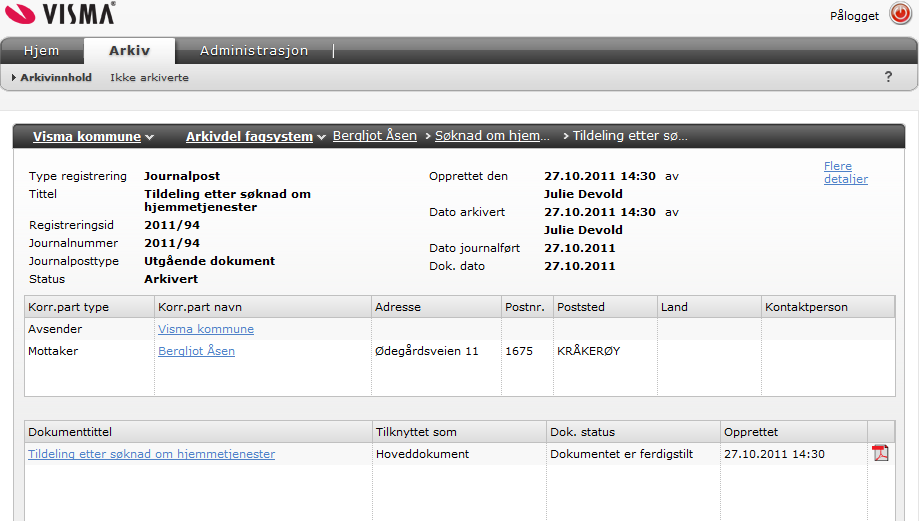 VISMA®
Pålogget
Hjem Arkiv Administrasjon
Arkivinnhold Ikke arkiverte ?
Visma kommune Arkivdel fagsystem Bergljot Åsen > Søknad om hjem... > Tildeling etter sø...
Type registrering Journalpost Opprettet den 27.10.2011 14:30 av Flere
detaljer
Tittel Tildeling etter søknad om Julie Devold
hjemmetjenester Dato arkivert 27.10.2011 14:30 av
Registreringsid 2011/94 Julie Devold
Journalnummer 2011/94 Dato journalført 27.10.2011
Journalposttype Utgående dokument Dok. dato 27.10.2011
Status Arkivert
Korr.part type Korr.part navn Adresse Postnr. Poststed Land Kontaktperson
Avsender Visma kommune
Mottaker Bergljot Åsen Ødegårdsveien 11 1675 KRÅKERØY
Dokumenttittel Tilknyttet som Dok. status Opprettet
Tildeling etter søknad om hjemmetjenester Hoveddokument Dokumentet er ferdigstilt 27.10.2011 14:30